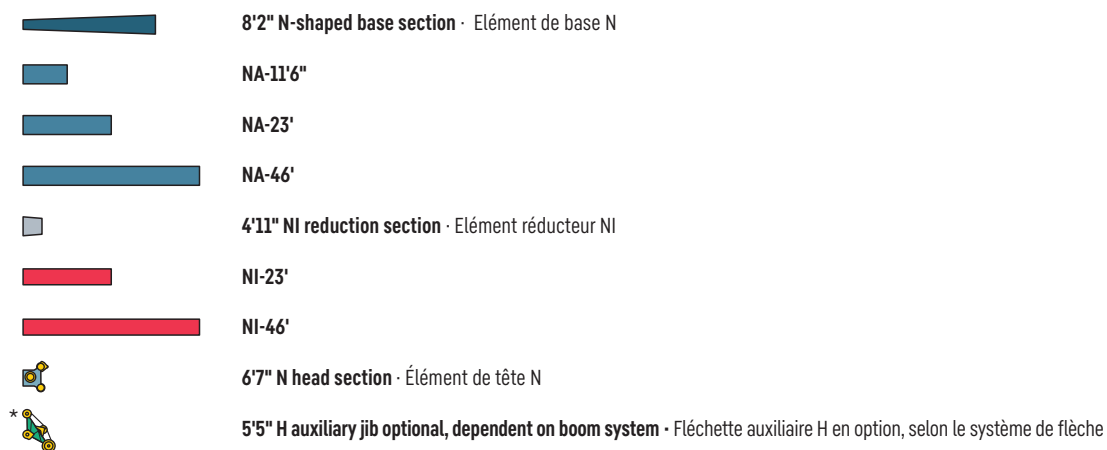 8'2" N-shaped base section · Elément de base N
NA-11'6"
NA-23'
NA-46'
4'11" NI reduction section · Elément réducteur NI
NI-23'
NI-46'
6'7" N head section · Élément de tête N
* 5'5" H auxiliary jib optional, dependent on boom system · Fléchette auxiliaire H en option, selon le système de flèche